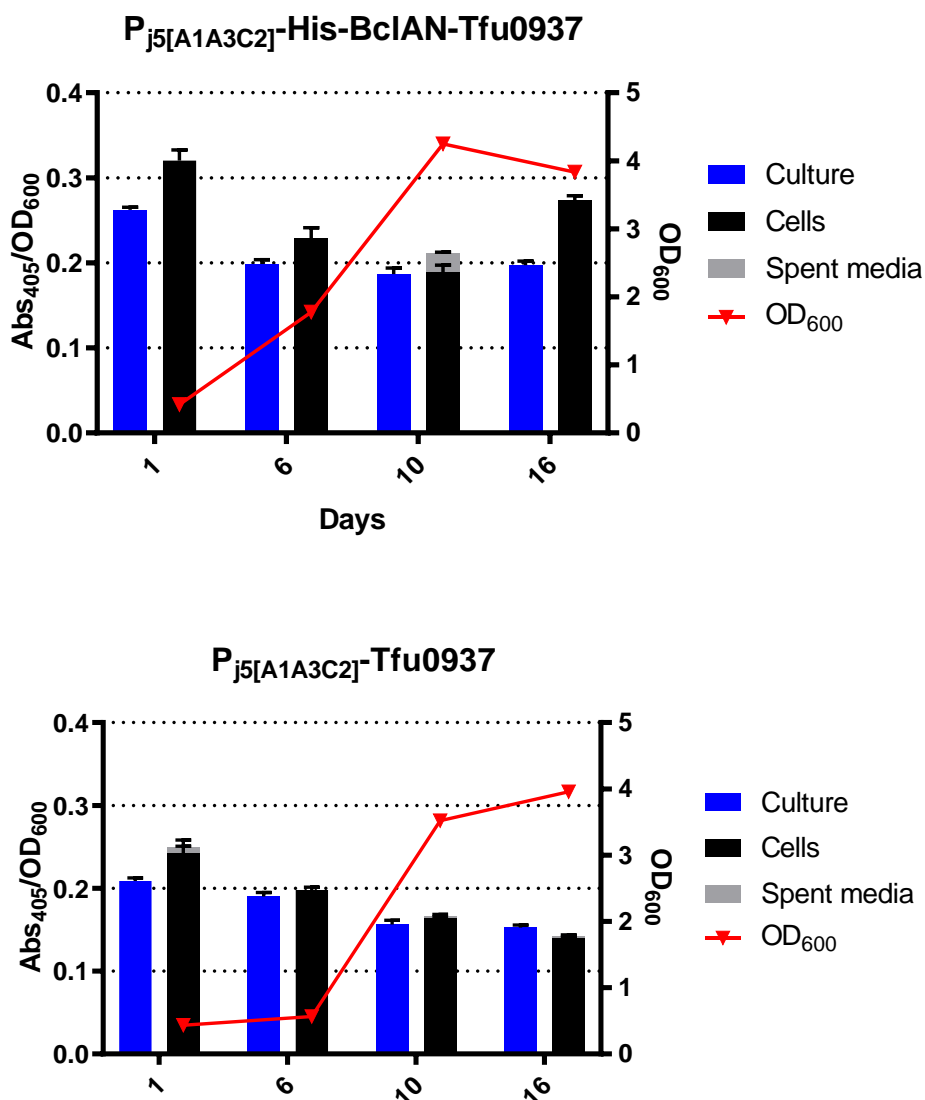 Pj5[A1A3C2]-His-BclAN-Tfu0937
Abs405/OD600
0.4
0.3
0.2
0.1
0.0
5
4
3
2
1
0
OD600
1
6
10
16
Days
Culture
Cells
Spent media
OD600
Pj5[A1A3C2]-Tfu0937
Abs405/OD600
0.4
0.3
0.2
0.1
0.0
5
4
3
2
1
0
OD600
1
6
10
16
Culture
Cells
Spent media
OD600